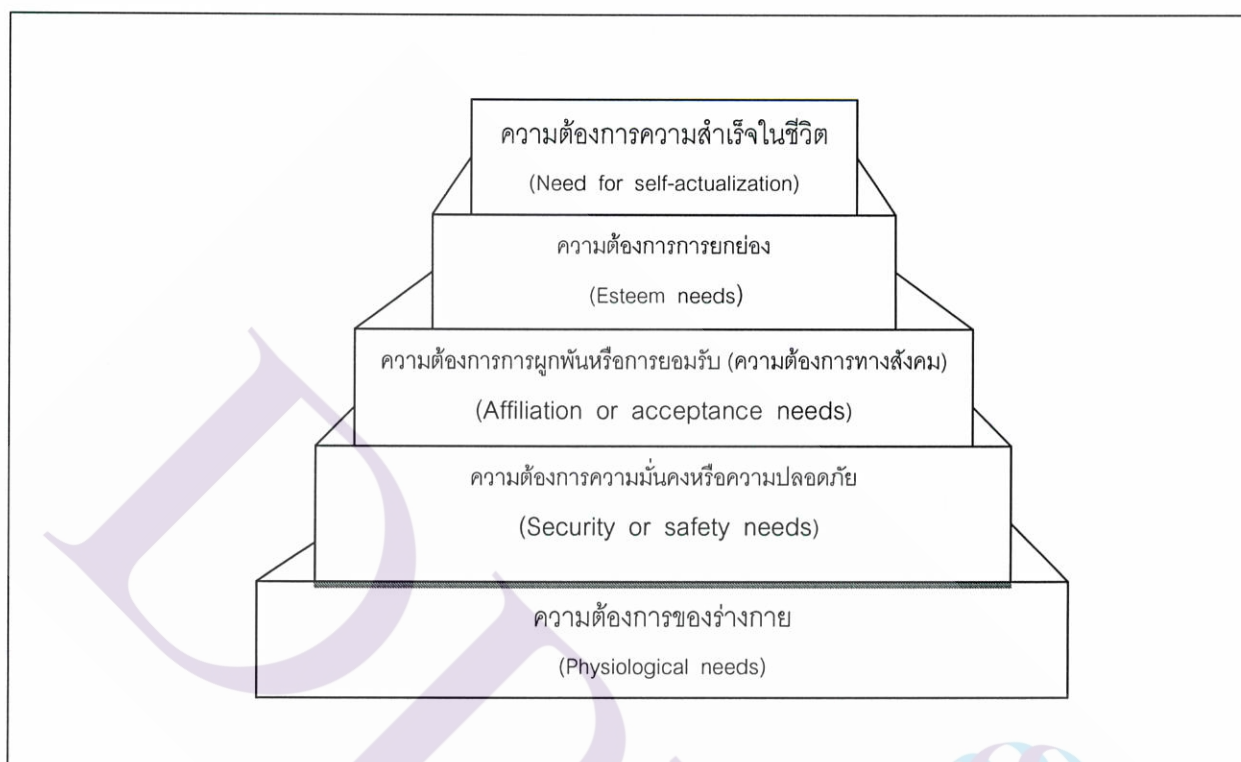 ความต้องการความสำเร็จในชีวิต
(Need for self-actualization)
ความต้องการการยกย่อง
(Esteem needs)
ความต้องการการผูกพันหรือการยอมรับ (ความต้องการทางสังคม)
(Affiliation or acceptance needs)
ความต้องการความมั่นคงหรือความปลอดภัย
(Security or safety needs)
ความต้องการของร่างกาย
(Physiological needs)